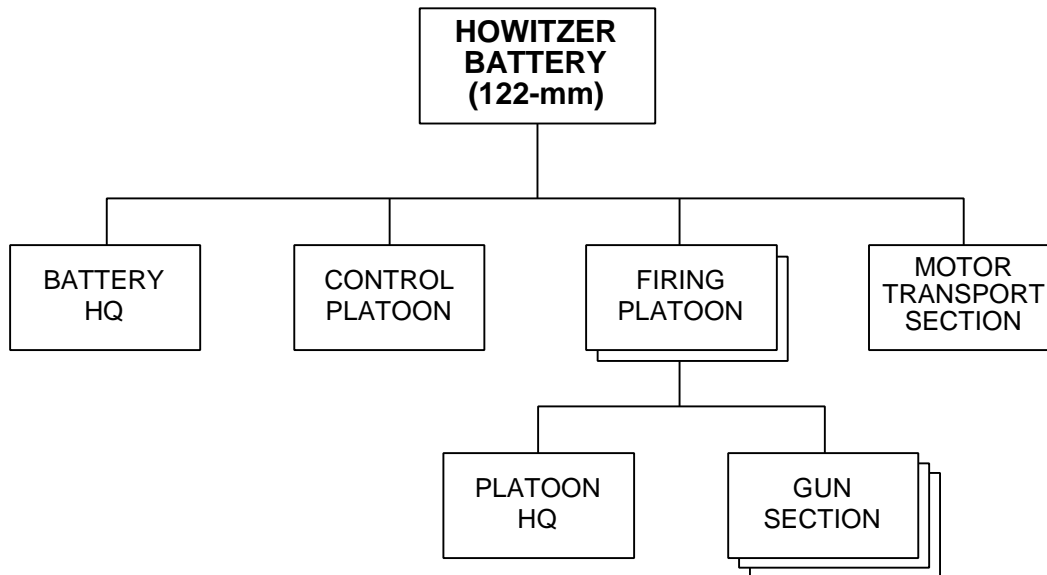 HOWITZER
BATTERY
(122-mm)
BATTERY
HQ
CONTROL
PLATOON
FIRING
PLATOON
MOTOR
TRANSPORT
SECTION
PLATOON
HQ
GUN
SECTION